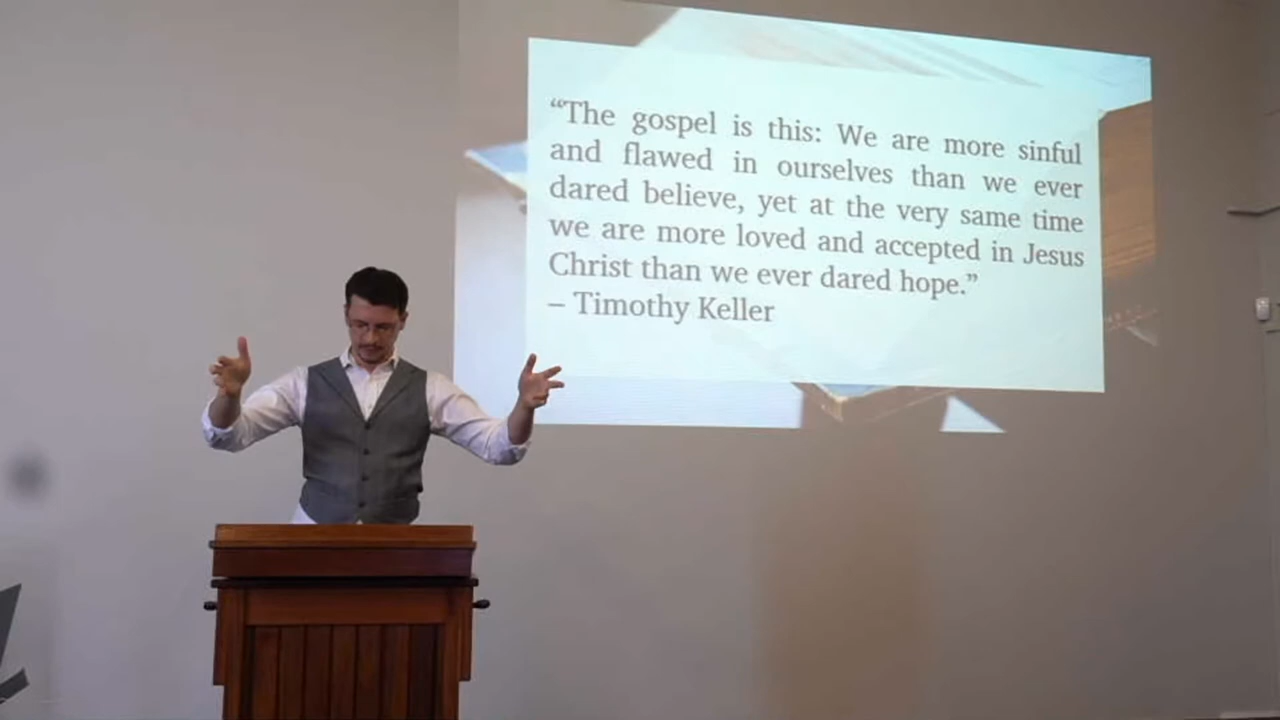 “The gospel is this: We are more sinful
and flawed in ourselves than we ever
dared believe, yet at the very same time
we are more loved and accepted in Jesus
Christ than we ever dared hope.”
– Timothy Keller